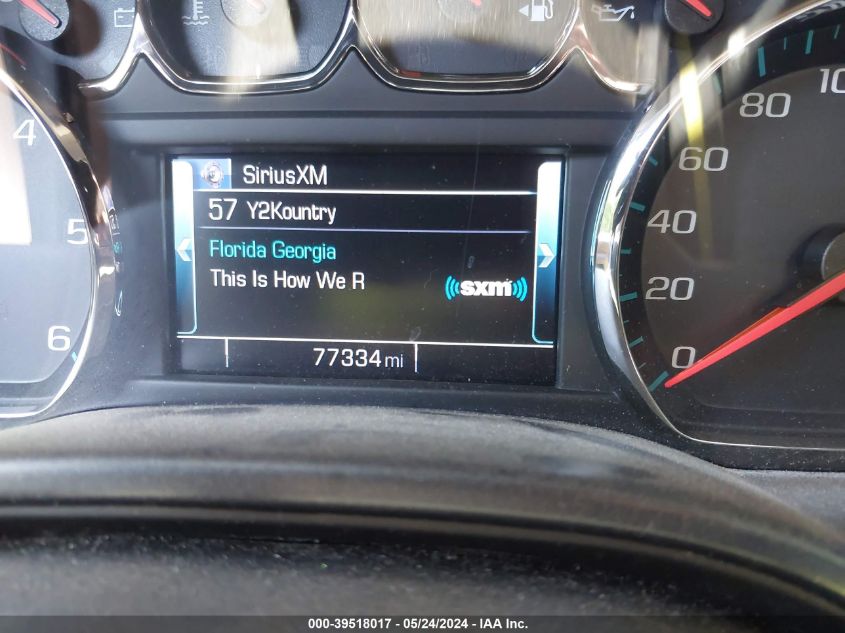 SiriusXM
57 Y2Kountry
Florida Georgia
This Is How We R
((sxm))
77334 mi
4
5
6
0
20
40
60
80
10
000-39518017 - 05/24/2024 - IAA Inc.